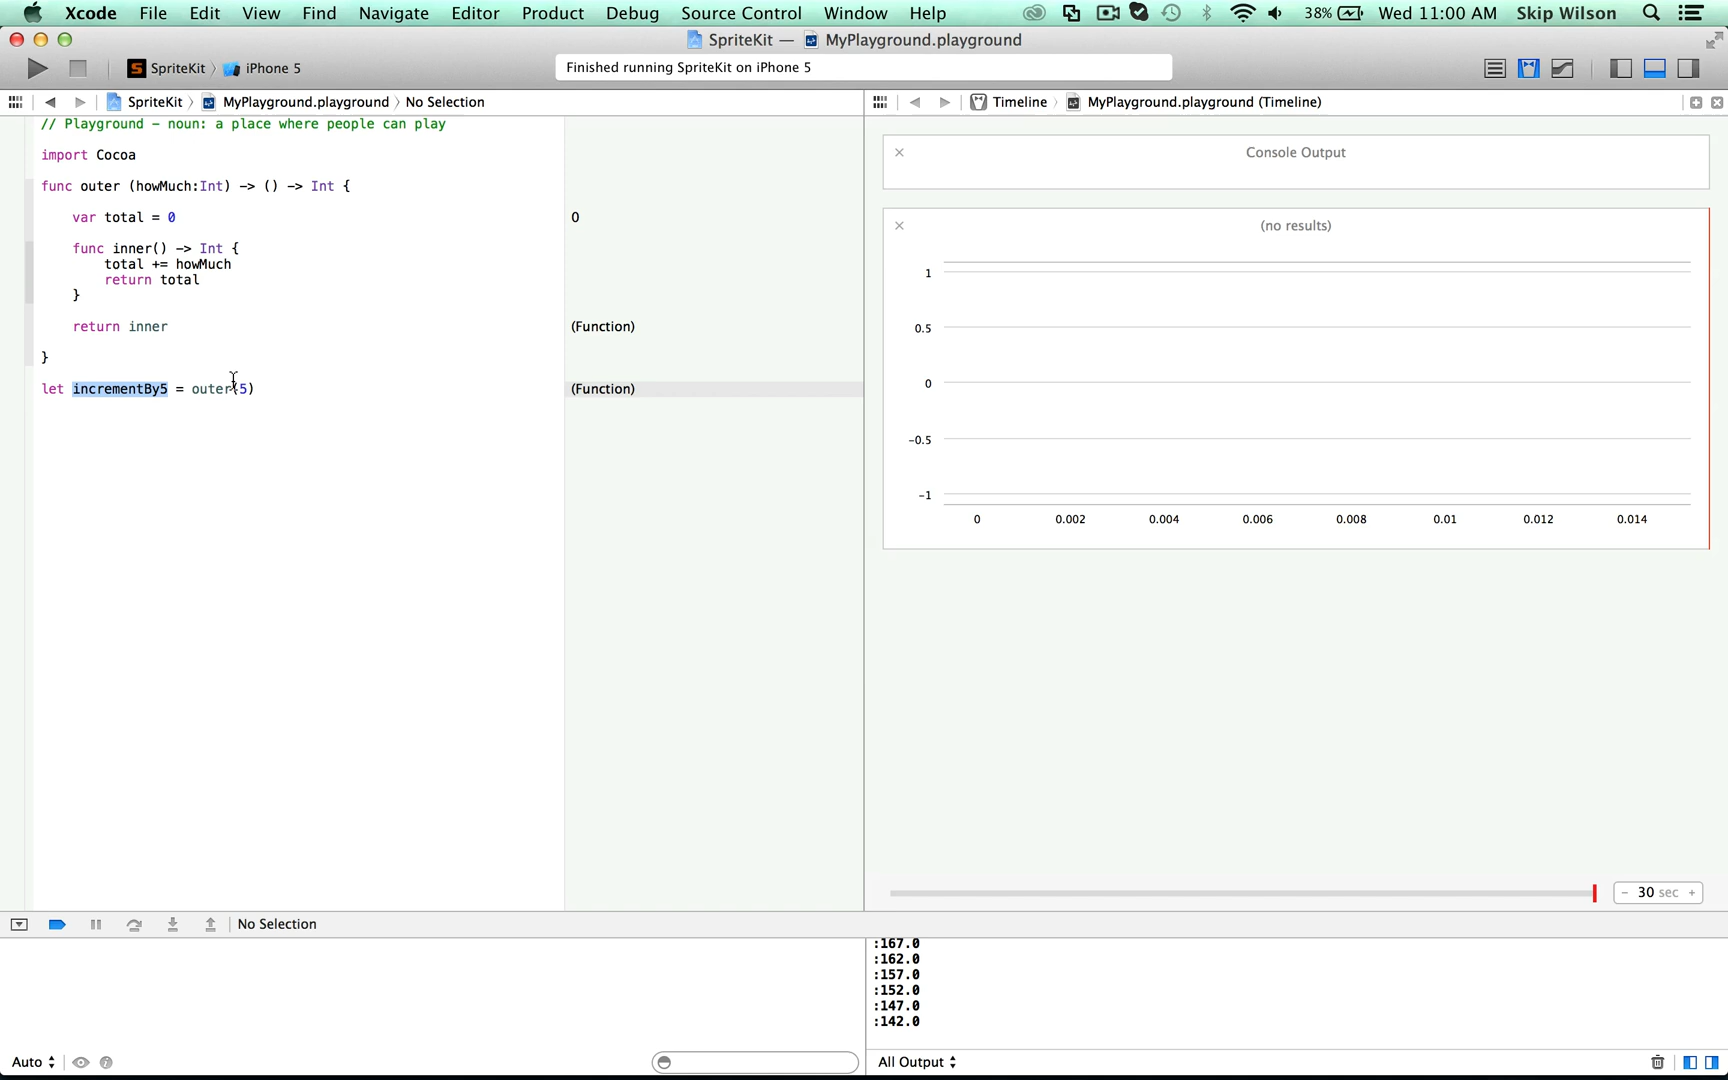 Xcode File Edit View Find Navigate Editor Product Debug Source Control Window Help 38% Wed 11:00 AM Skip Wilson
SpriteKit — MyPlayground.playground
SpriteKit iPhone 5 Finished running SpriteKit on iPhone 5
SpriteKit MyPlayground.playground No Selection
Timeline MyPlayground.playground (Timeline)
// Playground - noun: a place where people can play
import Cocoa
func outer (howMuch:Int) -> () -> Int {
var total = 0
0
func inner() -> Int {
total += howMuch
return total
}
return inner
(Function)
}
let incrementBy5 = outer(5)
(Function)
Console Output
(no results)
1
0.5
0
-0.5
-1
0 0.002 0.004 0.006 0.008 0.01 0.012 0.014
- 30 sec +
No Selection
:167.0
:162.0
:157.0
:152.0
:147.0
:142.0
Auto
All Output